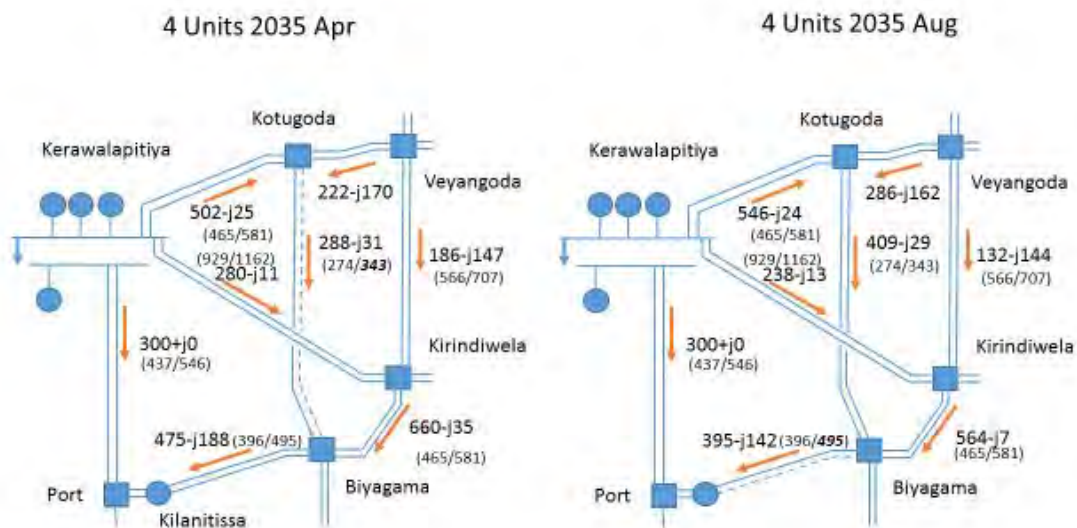 4 Units 2035 Apr
Kotugoda
Kerawalapitiya
222-j170
Veyangoda
502-j25
(465/581)
(929/1162)
280-j11
288-j31
(274/343)
186-j147
(566/707)
300+j0
(437/546)
Kirindiwela
660-j35
(465/581)
475-j188 (396/495)
Port
Biyagama
Kilanitissa
4 Units 2035 Aug
Kotugoda
Kerawalapitiya
286-j162
Veyangoda
546-j24
(465/581)
(929/1162)
238-j13
409-j29
(274/343)
132-j144
(566/707)
300+j0
(437/546)
Kirindiwela
564-j7
(465/581)
395-j142 (396/495)
Port
Biyagama
Kilanitissa